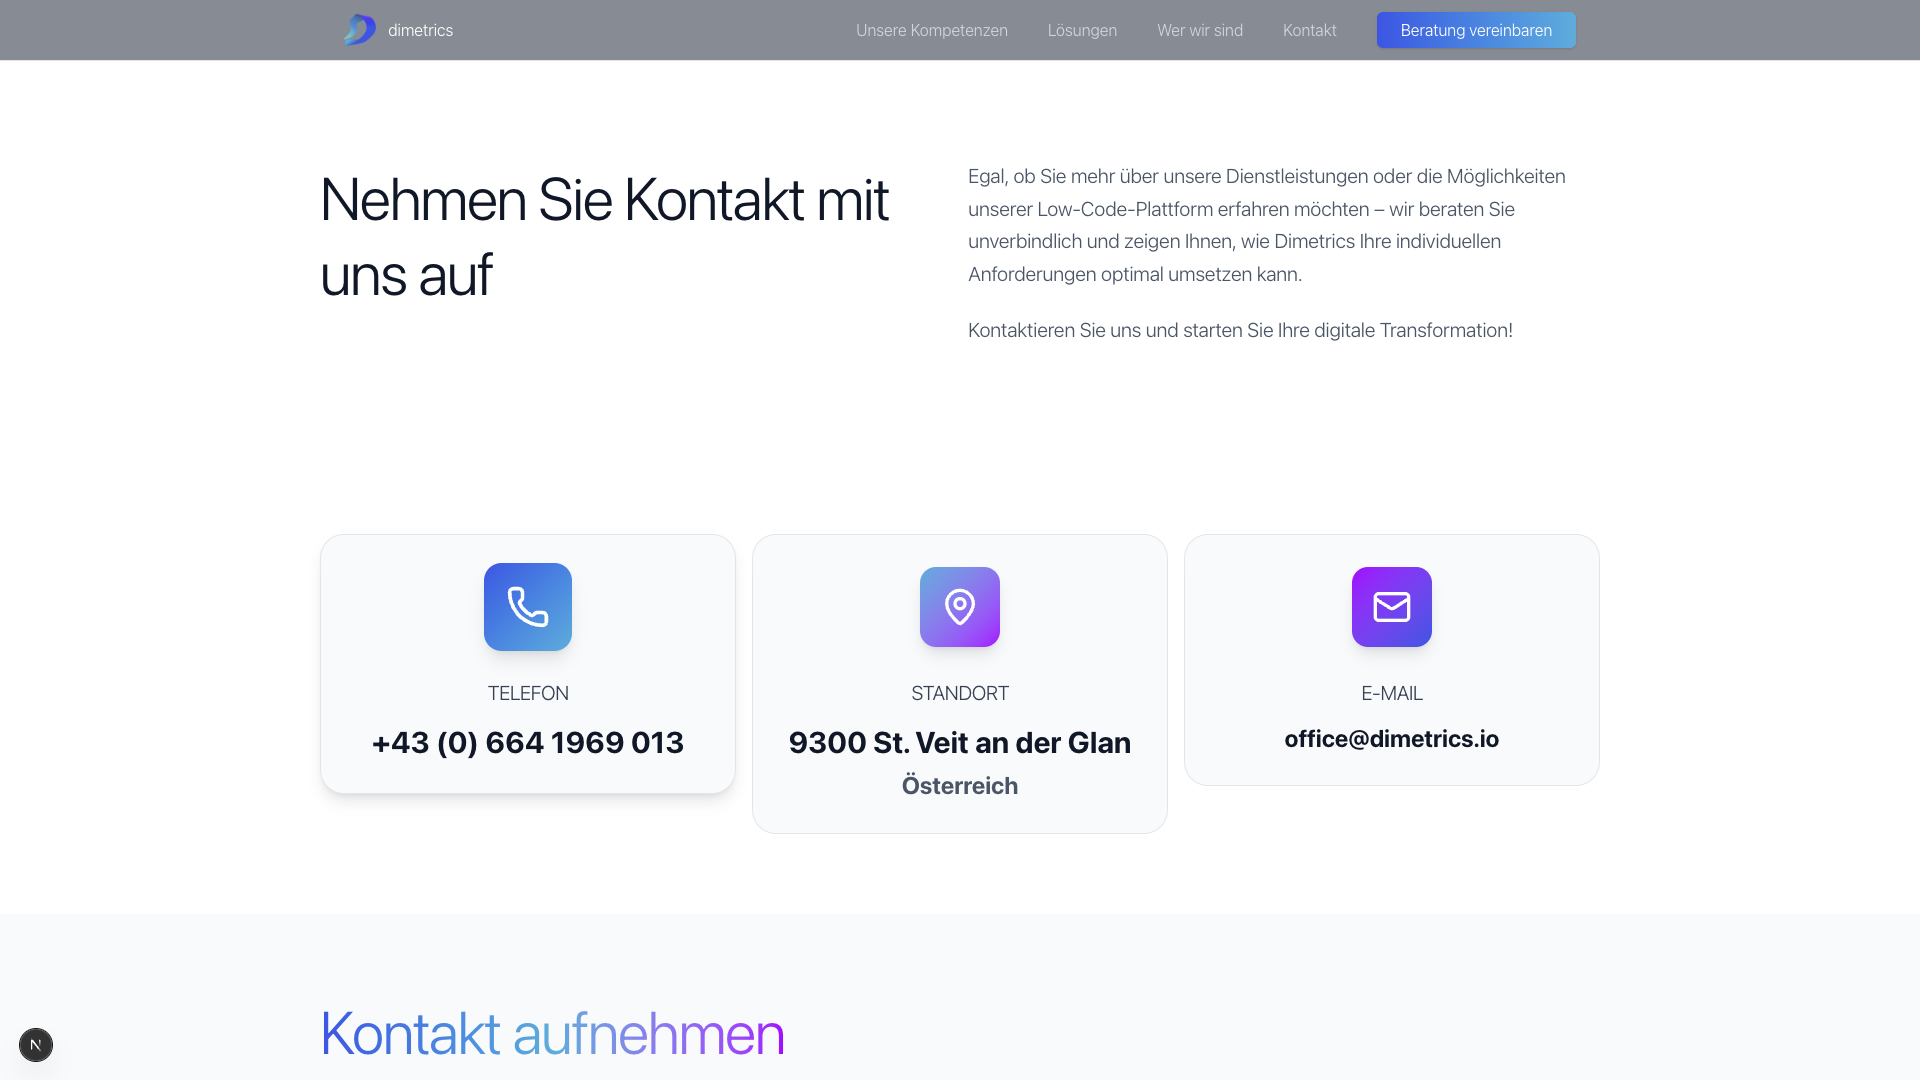 dimetrics
Unsere Kompetenzen
Lösungen
Wer wir sind
Kontakt
Beratung vereinbaren
Nehmen Sie Kontakt mit
uns auf
Egal, ob Sie mehr über unsere Dienstleistungen oder die Möglichkeiten
unserer Low-Code-Plattform erfahren möchten – wir beraten Sie
unverbindlich und zeigen Ihnen, wie Dimetrics Ihre individuellen
Anforderungen optimal umsetzen kann.
Kontaktieren Sie uns und starten Sie Ihre digitale Transformation!
TELEFON
+43 (0) 664 1969 013
STANDORT
9300 St. Veit an der Glan
Österreich
E-MAIL
office@dimetrics.io
Kontakt aufnehmen
N